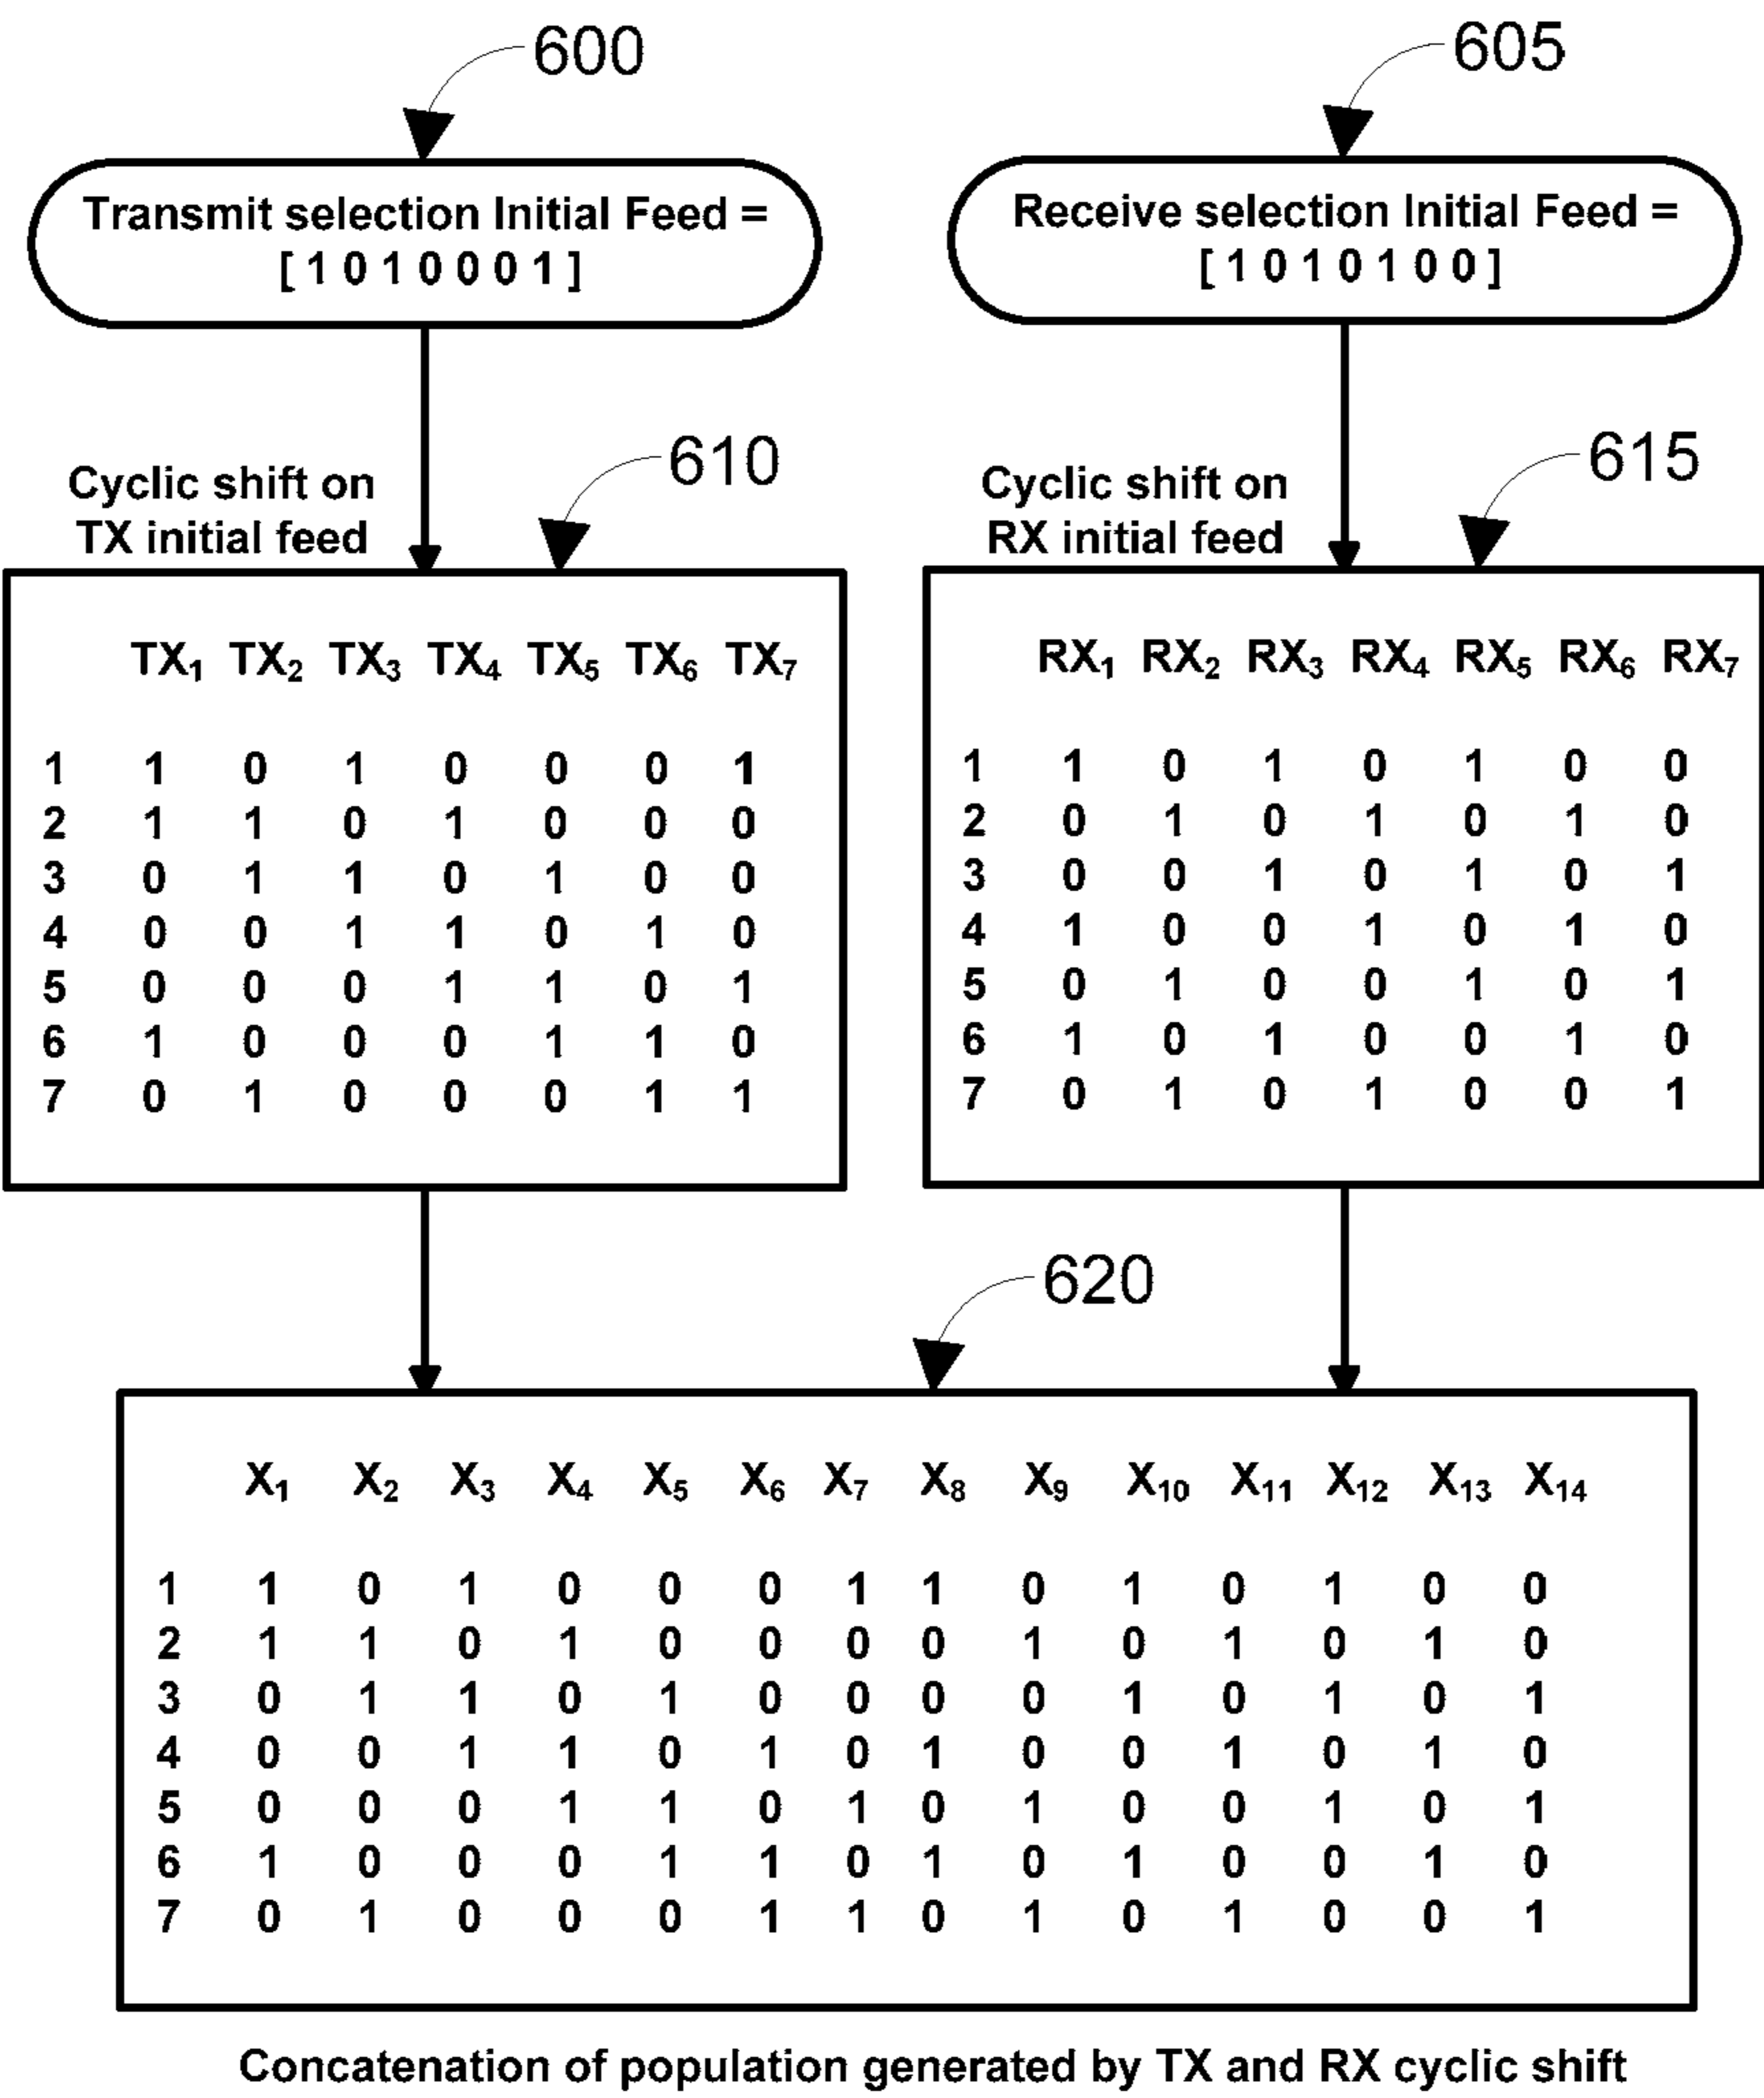 600
605
Transmit selection Initial Feed =
[ 1 0 1 0 0 0 1 ]
Receive selection Initial Feed =
[ 1 0 1 0 1 0 0 ]
Cyclic shift on
TX initial feed
610
Cyclic shift on
RX initial feed
615
TX₁ TX₂ TX₃ TX₄ TX₅ TX₆ TX₇
1 1 0 1 0 0 0 1
2 1 1 0 1 0 0 0
3 0 1 1 0 1 0 0
4 0 0 1 1 0 1 0
5 0 0 0 1 1 0 1
6 1 0 0 0 1 1 0
7 0 1 0 0 0 1 1
RX₁ RX₂ RX₃ RX₄ RX₅ RX₆ RX₇
1 1 0 1 0 1 0 0
2 0 1 0 1 0 1 0
3 0 0 1 0 1 0 1
4 1 0 0 1 0 1 0
5 0 1 0 0 1 0 1
6 1 0 1 0 0 1 0
7 0 1 0 1 0 0 1
620
X₁ X₂ X₃ X₄ X₅ X₆ X₇ X₈ X₉ X₁₀ X₁₁ X₁₂ X₁₃ X₁₄
1 1 0 1 0 0 0 1 1 0 1 0 1 0 0
2 1 1 0 1 0 0 0 0 1 0 1 0 1 0
3 0 1 1 0 1 0 0 0 0 1 0 1 0 1
4 0 0 1 1 0 1 0 1 0 0 1 0 1 0
5 0 0 0 1 1 0 1 0 1 0 0 1 0 1
6 1 0 0 0 1 1 0 1 0 1 0 0 1 0
7 0 1 0 0 0 1 1 0 1 0 1 0 0 1
Concatenation of population generated by TX and RX cyclic shift